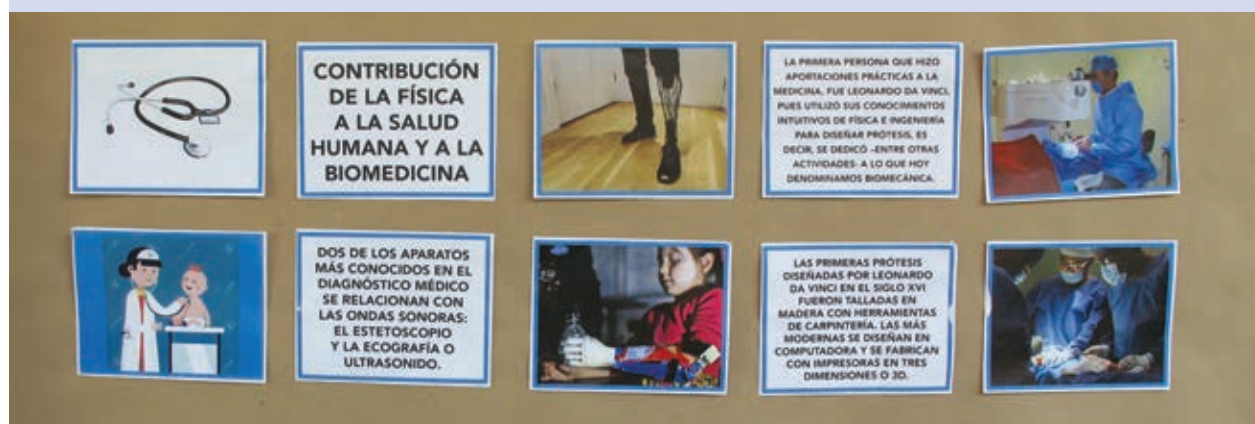 CONTRIBUCIÓN
DE LA FÍSICA
A LA SALUD
HUMANA Y A LA
BIOMEDICINA
LA PRIMERA PERSONA QUE HIZO
APORTACIONES PRÁCTICAS A LA
MEDICINA, FUE LEONARDO DA VINCI,
PUES UTILIZÓ SUS CONOCIMIENTOS
INTUITIVOS DE FÍSICA E INGENIERÍA
PARA DISEÑAR PRÓTESIS, ES
DECIR, SE DEDICÓ –ENTRE OTRAS
ACTIVIDADES- A LO QUE HOY
DENOMINAMOS BIOMECÁNICA.
DOS DE LOS APARATOS
MÁS CONOCIDOS EN EL
DIAGNÓSTICO MÉDICO
SE RELACIONAN CON
LAS ONDAS SONORAS:
EL ESTETOSCOPIO
Y LA ECOGRAFÍA O
ULTRASONIDO.
LAS PRIMERAS PRÓTESIS
DISEÑADAS POR LEONARDO
DA VINCI EN EL SIGLO XVI
FUERON TALLADAS EN
MADERA CON HERRAMIENTAS
DE CARPINTERÍA. LAS MÁS
MODERNAS SE DISEÑAN EN
COMPUTADORA Y SE FABRICAN
CON IMPRESORAS EN TRES
DIMENSIONES O 3D.